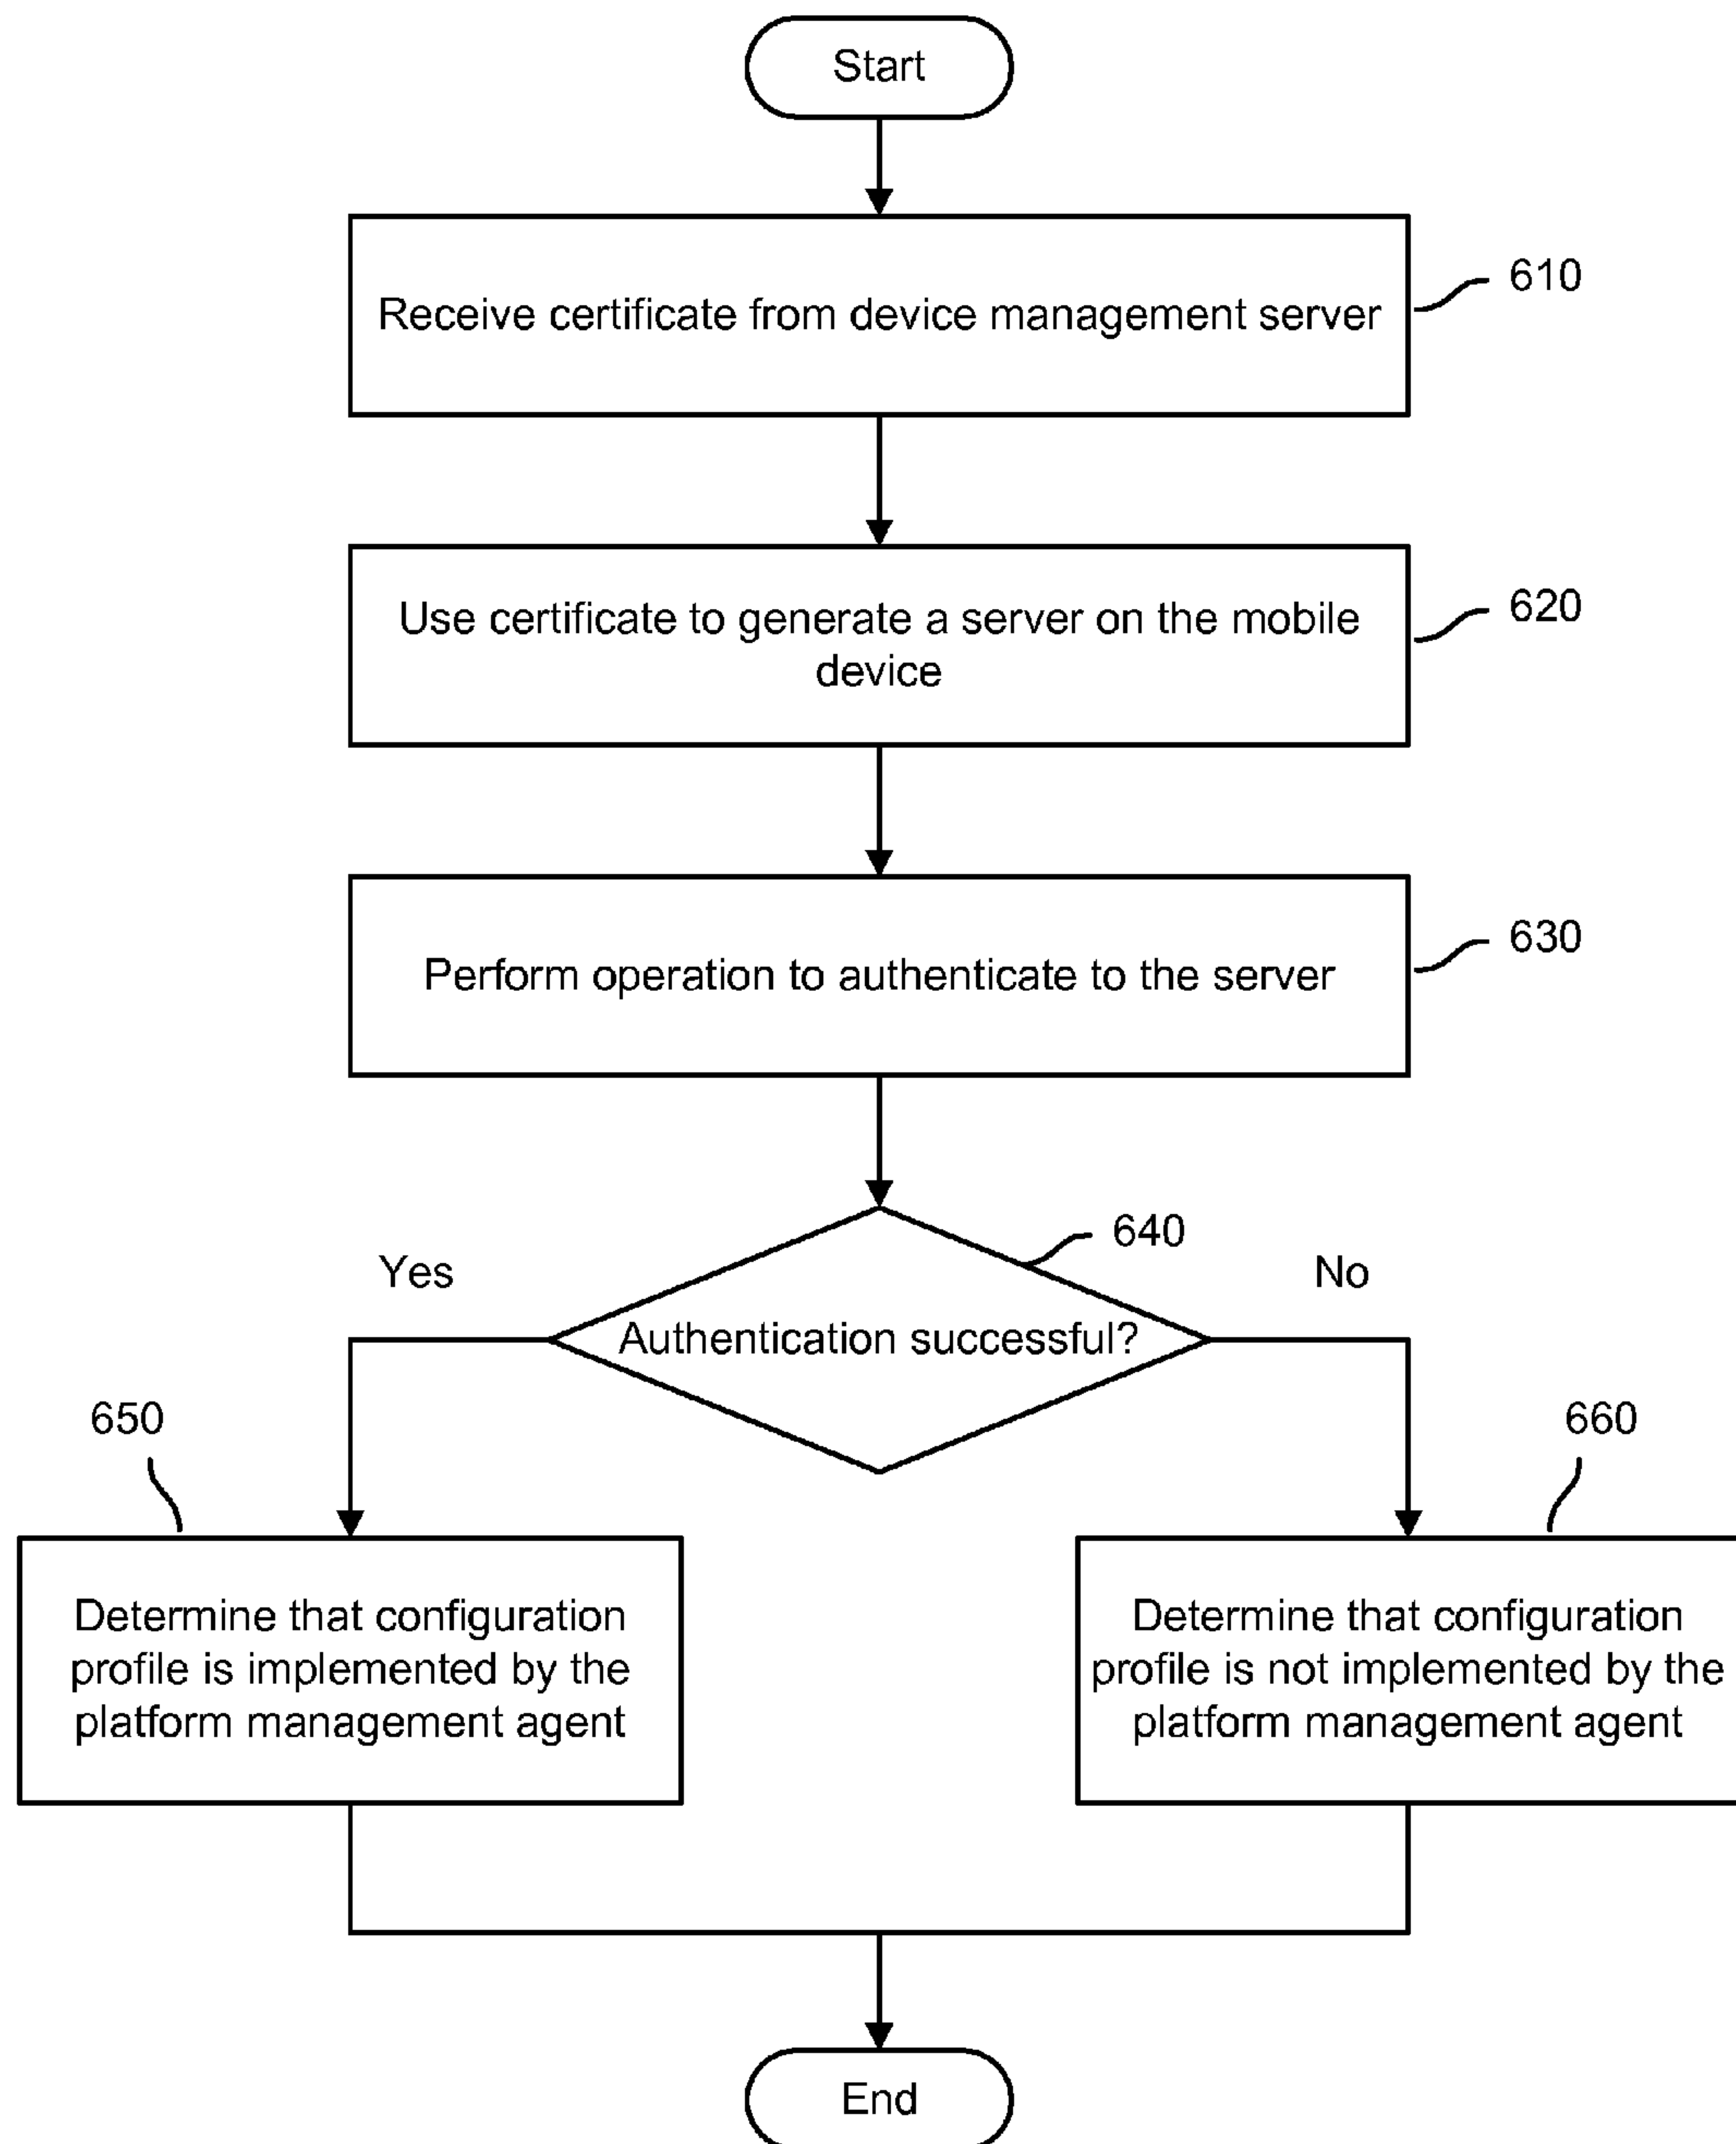 Start
Receive certificate from device management server
610
Use certificate to generate a server on the mobile
device
620
Perform operation to authenticate to the server
630
640
Yes
No
Authentication successful?
650
660
Determine that configuration
profile is implemented by the
platform management agent
Determine that configuration
profile is not implemented by the
platform management agent
End